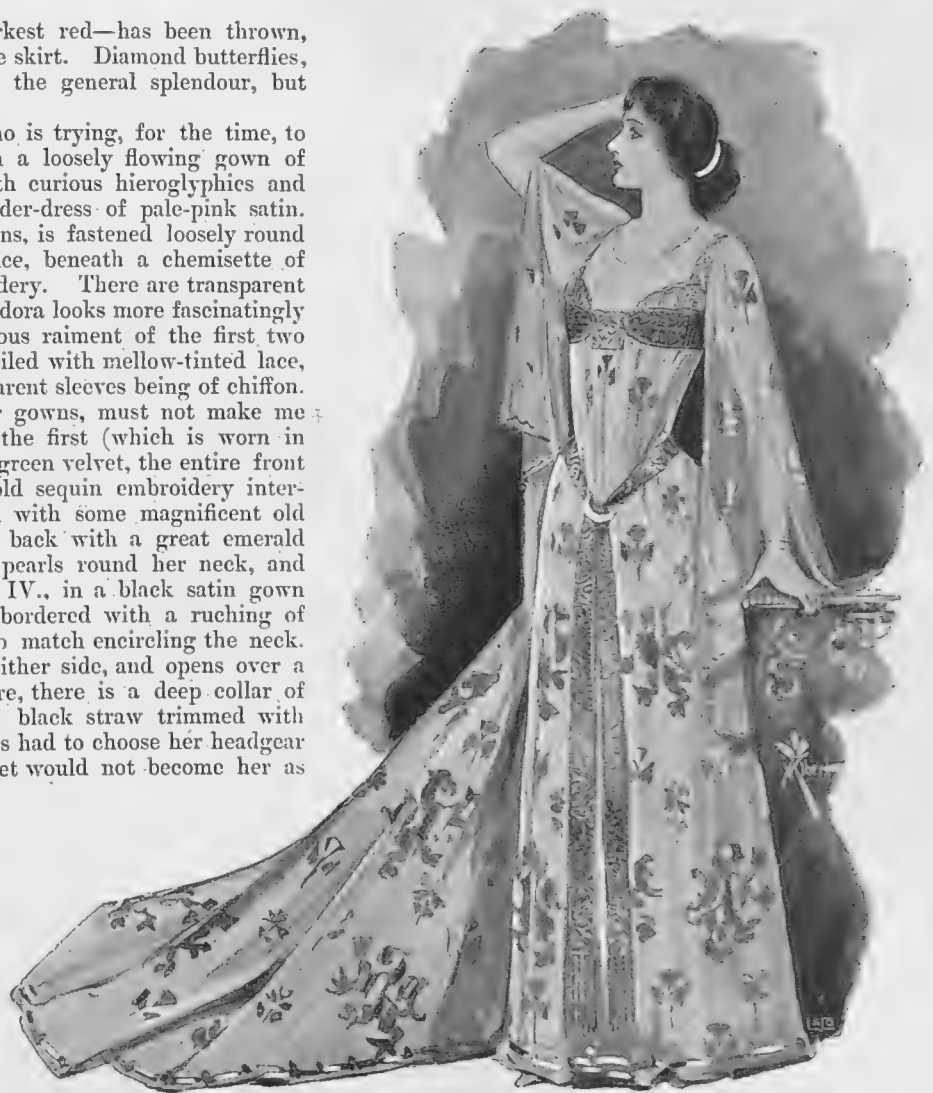 rkest red—has been thrown,
e skirt. Diamond butterflies,
the general splendour, but
o is trying, for the time, to
a loosely flowing gown of
th curious hieroglyphics and
der-dress of pale-pink satin.
ns, is fastened loosely round
ce, beneath a chemisette of
dery. There are transparent
dora looks more fascinatingly
ous raiment of the first two
iled with mellow-tinted lace,
arent sleeves being of chiffon.
r gowns, must not make me
the first (which is worn in
green velvet, the entire front
old sequin embroidery inter-
with some magnificent old
back with a great emerald
pearls round her neck, and
IV., in a black satin gown
bordered with a ruching of
o match encircling the neck.
ither side, and opens over a
re, there is a deep collar of
black straw trimmed with
s had to choose her headgear
et would not become her as